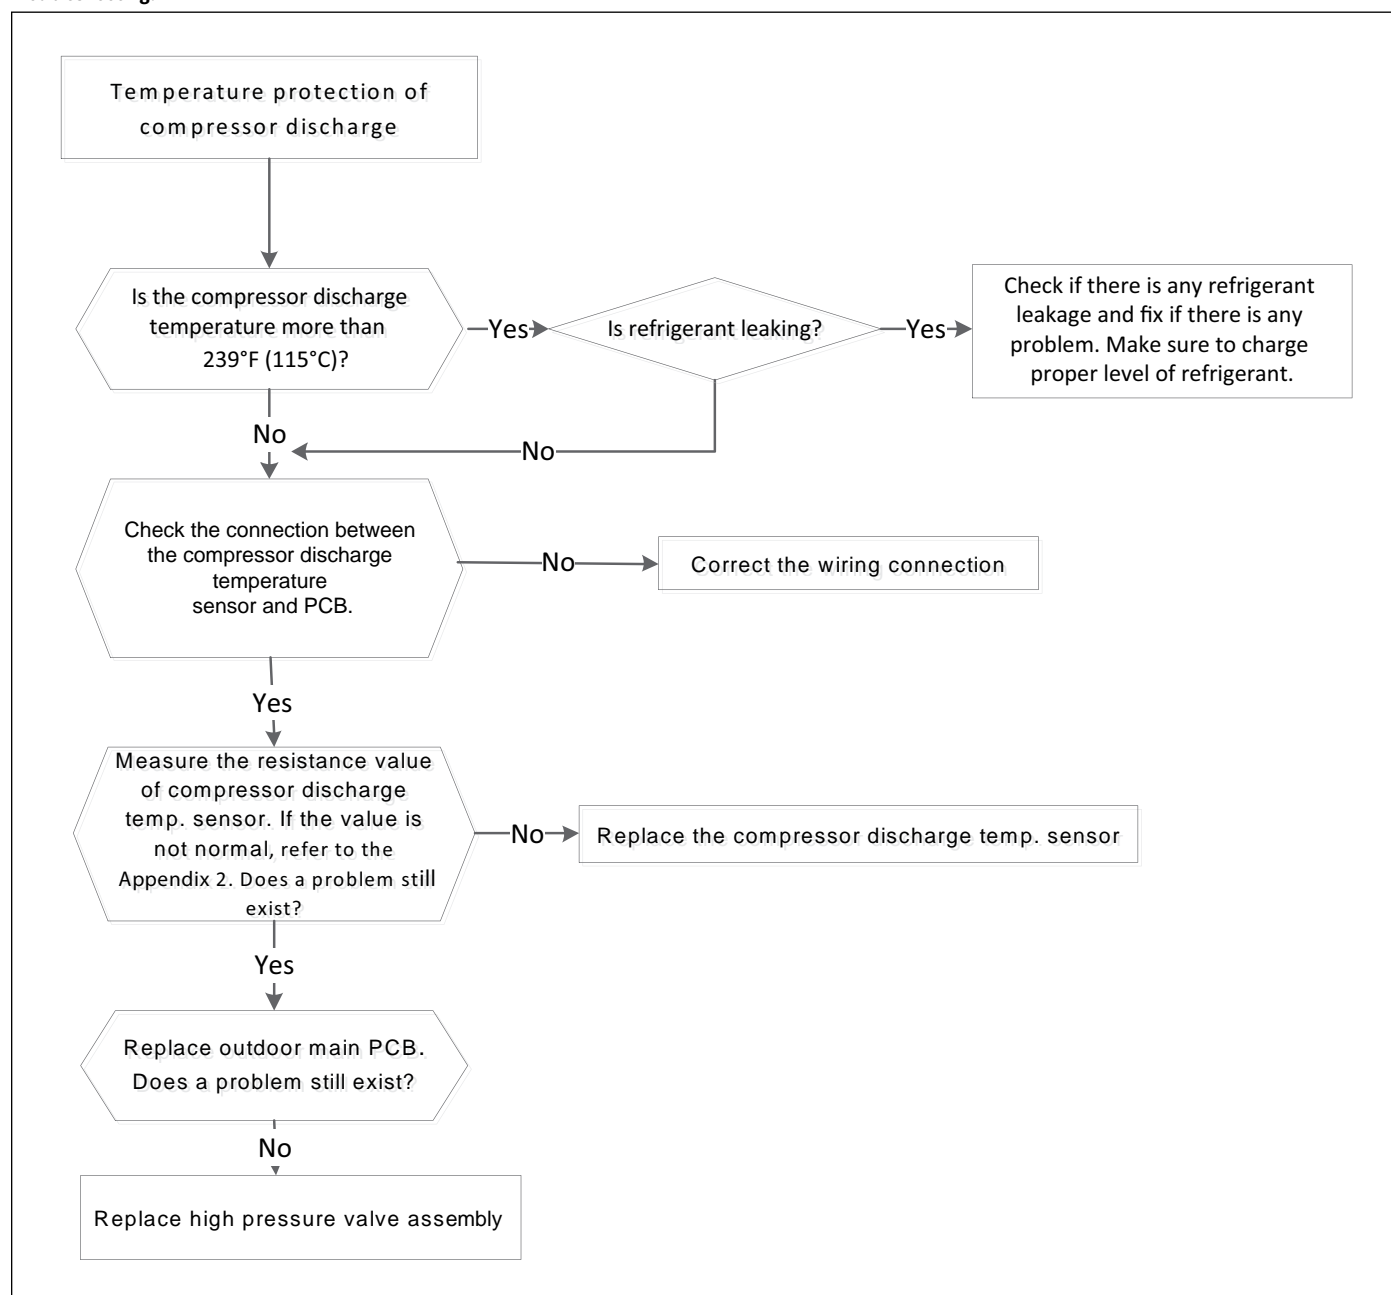 Temperature protection of
compressor discharge
Is the compressor discharge
temperature more than
239°F (115°C)?
Yes
Is refrigerant leaking?
Yes
Check if there is any refrigerant
leakage and fix if there is any
problem. Make sure to charge
proper level of refrigerant.
No
No
Check the connection between
the compressor discharge
temperature
sensor and PCB.
No
Correct the wiring connection
Yes
Measure the resistance value
of compressor discharge
temp. sensor. If the value is
not normal, refer to the
Appendix 2. Does a problem still
exist?
No
Replace the compressor discharge temp. sensor
Yes
Replace outdoor main PCB.
Does a problem still exist?
No
Replace high pressure valve assembly